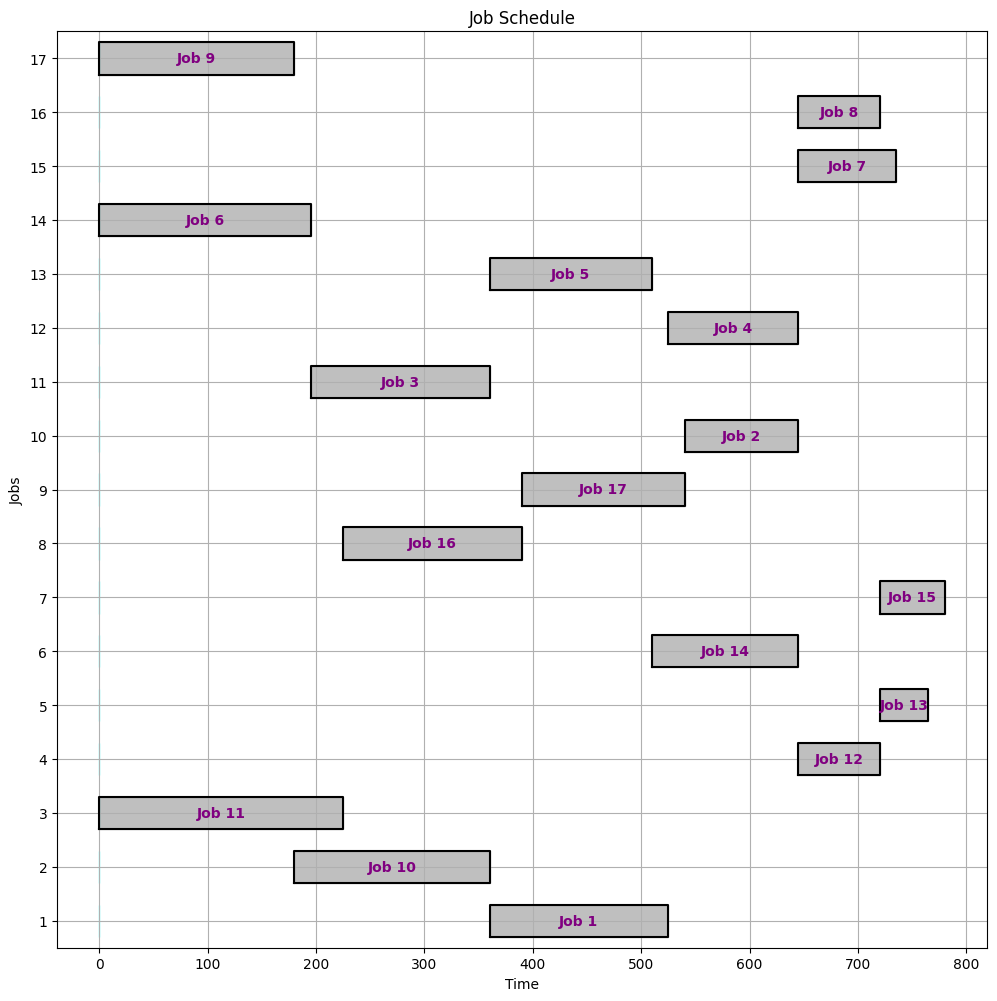 Job Schedule
17
Job 9
16
Job 8
15
Job 7
14
Job 6
13
Job 5
12
Job 4
11
Job 3
10
Job 2
Jobs
9
Job 17
8
Job 16
7
Job 15
6
Job 14
5
Job 13
4
Job 12
3
Job 11
2
Job 10
1
Job 1
0 100 200 300 400 500 600 700 800
Time